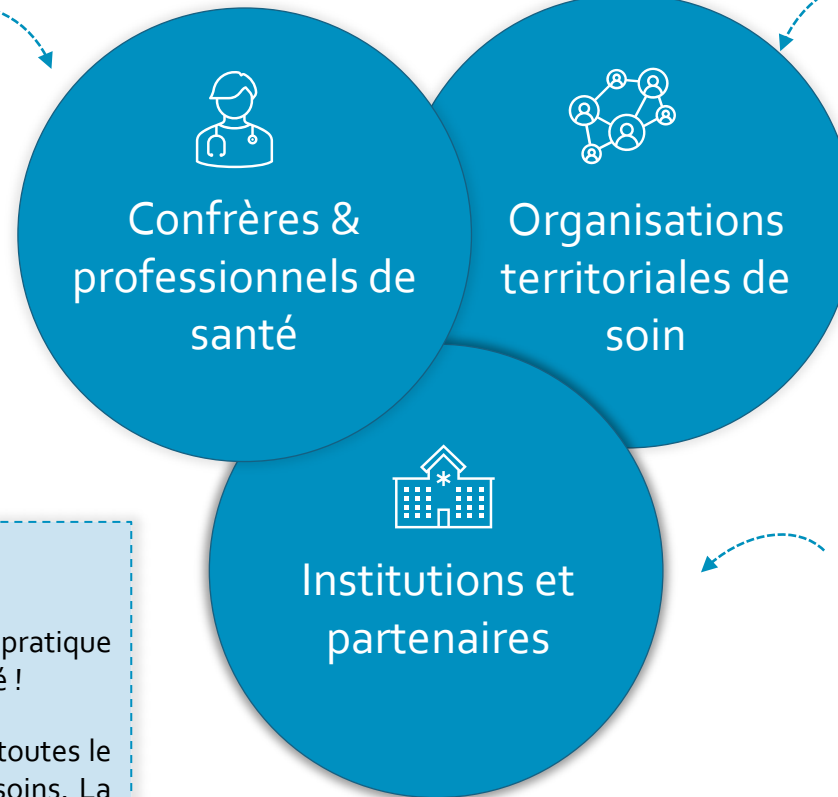 Confrères &
professionnels de
santé
Organisations
territoriales de
soin
Institutions et
partenaires
pratique
é !
toutes le
soins. La